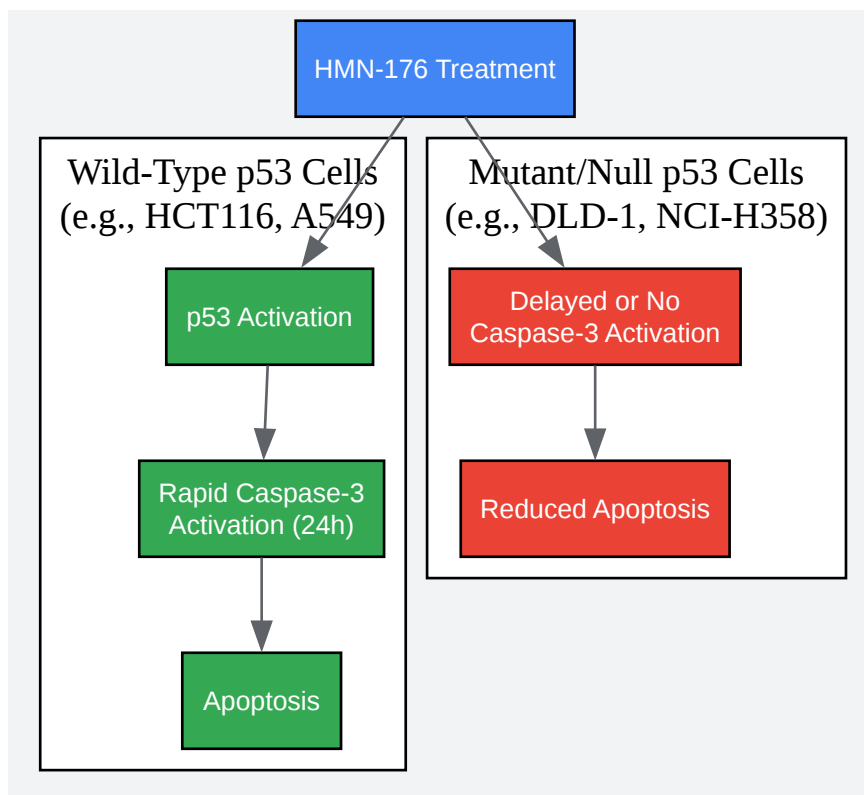 HMN-176 Treatment
Wild-Type p53 Cells
(e.g., HCT116, A549)
Mutant/Null p53 Cells
(e.g., DLD-1, NCI-H358)
p53 Activation
Delayed or No
Caspase-3 Activation
Rapid Caspase-3
Activation (24h)
Reduced Apoptosis
Apoptosis